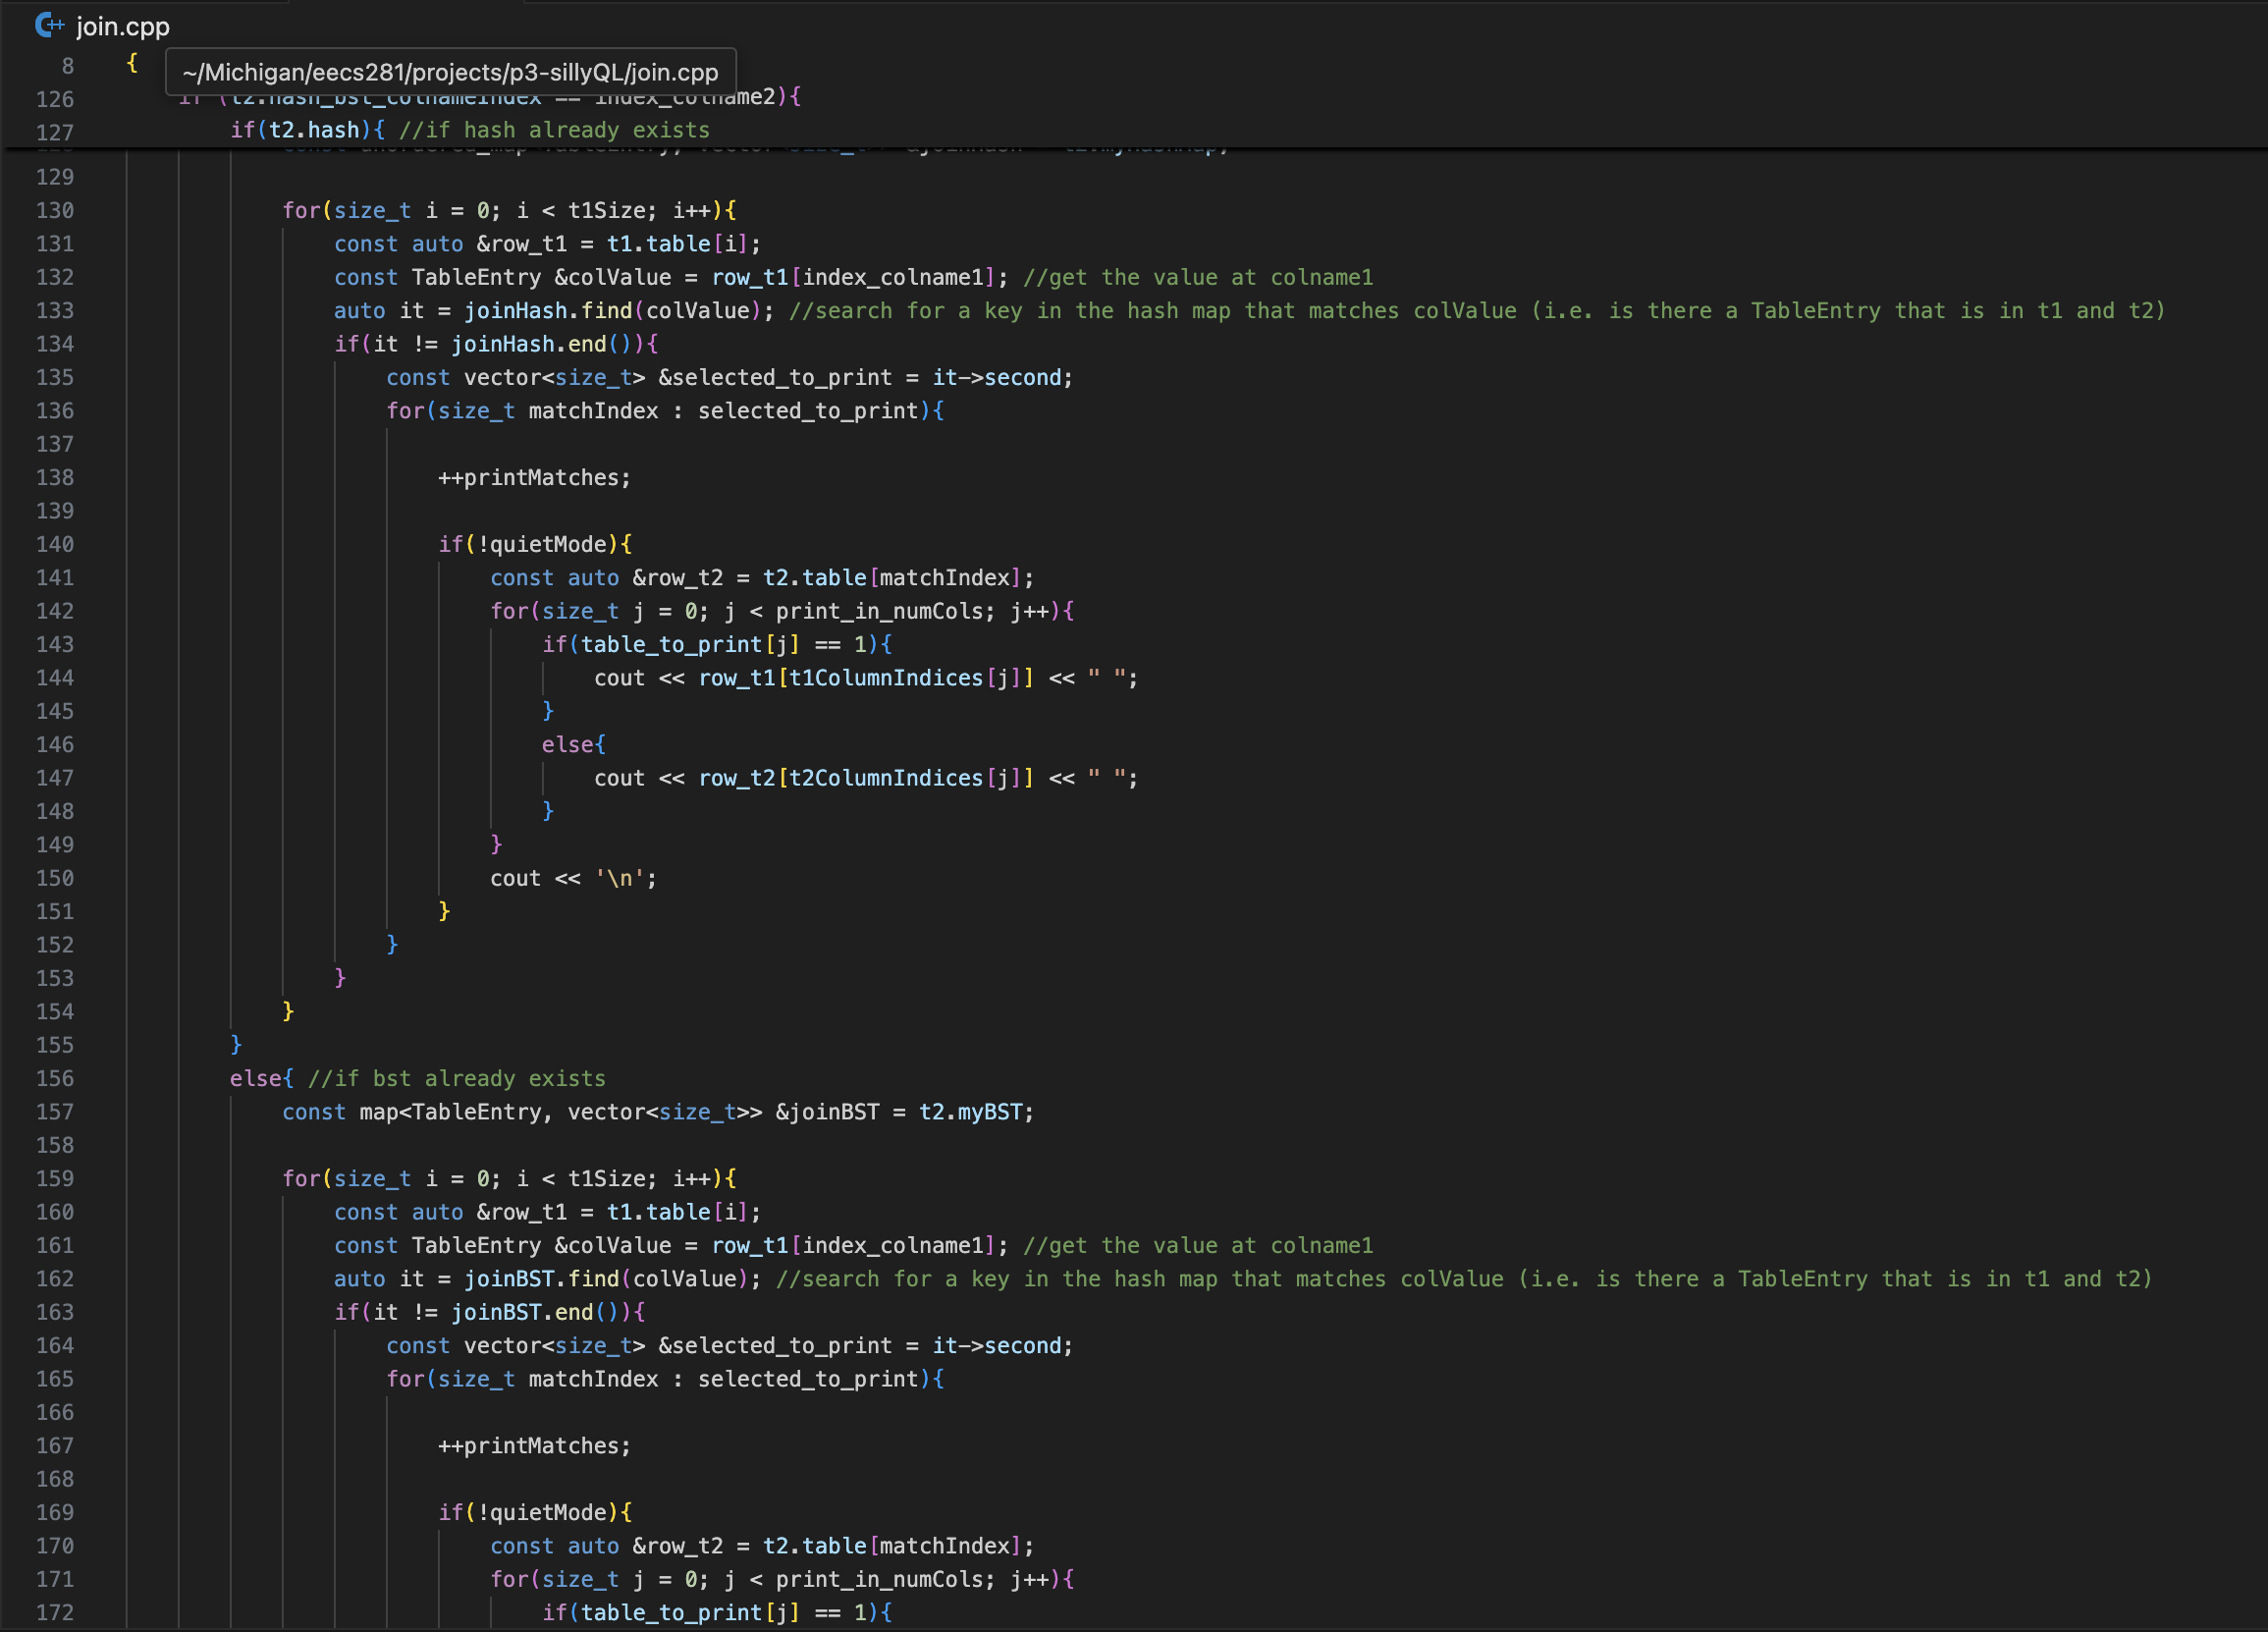 join.cpp
8 {
~/Michigan/eecs281/projects/p3-sillyQL/join.cpp
126 if (t2.hash_bst_colnameIndex == index_colname2){
127 if(t2.hash){ //if hash already exists
129
130 for(size_t i = 0; i < t1Size; i++){
131 const auto &row_t1 = t1.table[i];
132 const TableEntry &colValue = row_t1[index_colname1]; //get the value at colname1
133 auto it = joinHash.find(colValue); //search for a key in the hash map that matches colValue (i.e. is there a TableEntry that is in t1 and t2)
134 if(it != joinHash.end()){
135 const vector<size_t> &selected_to_print = it->second;
136 for(size_t matchIndex : selected_to_print){
137
138 ++printMatches;
139
140 if(!quietMode){
141 const auto &row_t2 = t2.table[matchIndex];
142 for(size_t j = 0; j < print_in_numCols; j++){
143 if(table_to_print[j] == 1){
144 cout << row_t1[t1ColumnIndices[j]] << " ";
145 }
146 else{
147 cout << row_t2[t2ColumnIndices[j]] << " ";
148 }
149 }
150 cout << '\n';
151 }
152 }
153 }
154 }
155 }
156 else{ //if bst already exists
157 const map<TableEntry, vector<size_t>> &joinBST = t2.myBST;
158
159 for(size_t i = 0; i < t1Size; i++){
160 const auto &row_t1 = t1.table[i];
161 const TableEntry &colValue = row_t1[index_colname1]; //get the value at colname1
162 auto it = joinBST.find(colValue); //search for a key in the hash map that matches colValue (i.e. is there a TableEntry that is in t1 and t2)
163 if(it != joinBST.end()){
164 const vector<size_t> &selected_to_print = it->second;
165 for(size_t matchIndex : selected_to_print){
166
167 ++printMatches;
168
169 if(!quietMode){
170 const auto &row_t2 = t2.table[matchIndex];
171 for(size_t j = 0; j < print_in_numCols; j++){
172 if(table_to_print[j] == 1){